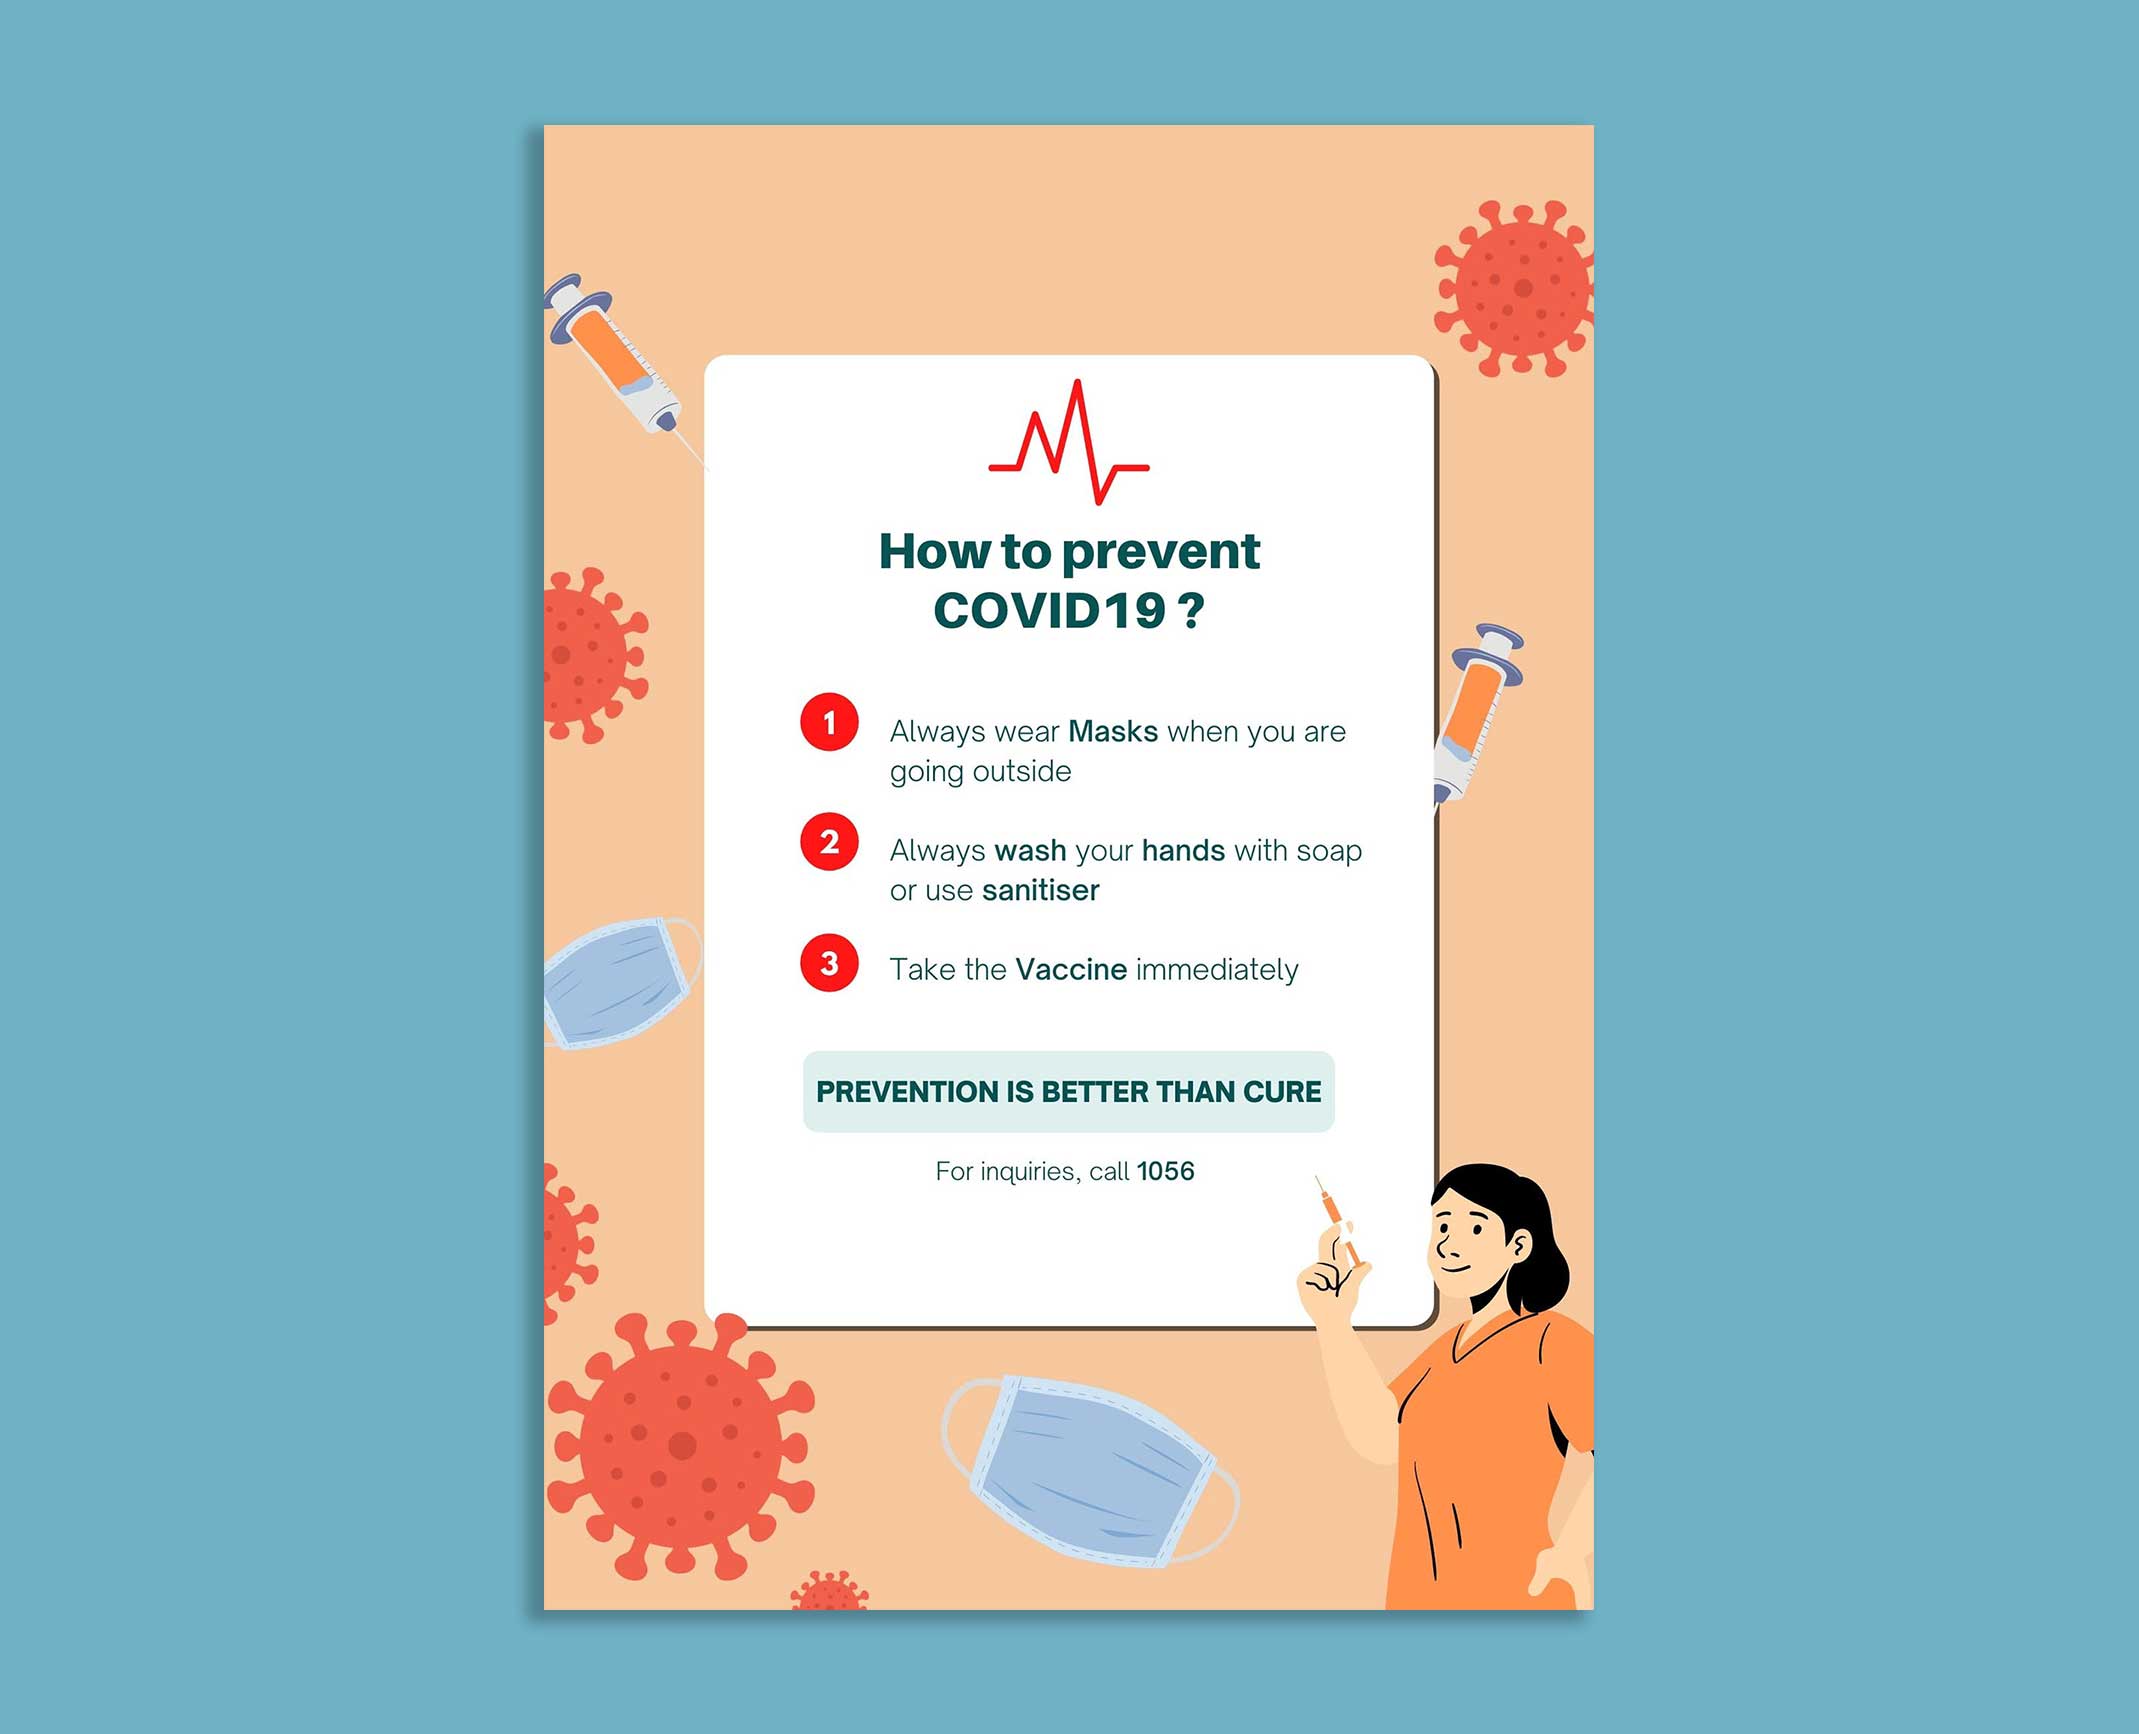 How to prevent
COVID19 ?
1
Always wear Masks when you are
going outside
2
Always wash your hands with soap
or use sanitiser
3
Take the Vaccine immediately
PREVENTION IS BETTER THAN CURE
For inquiries, call 1056